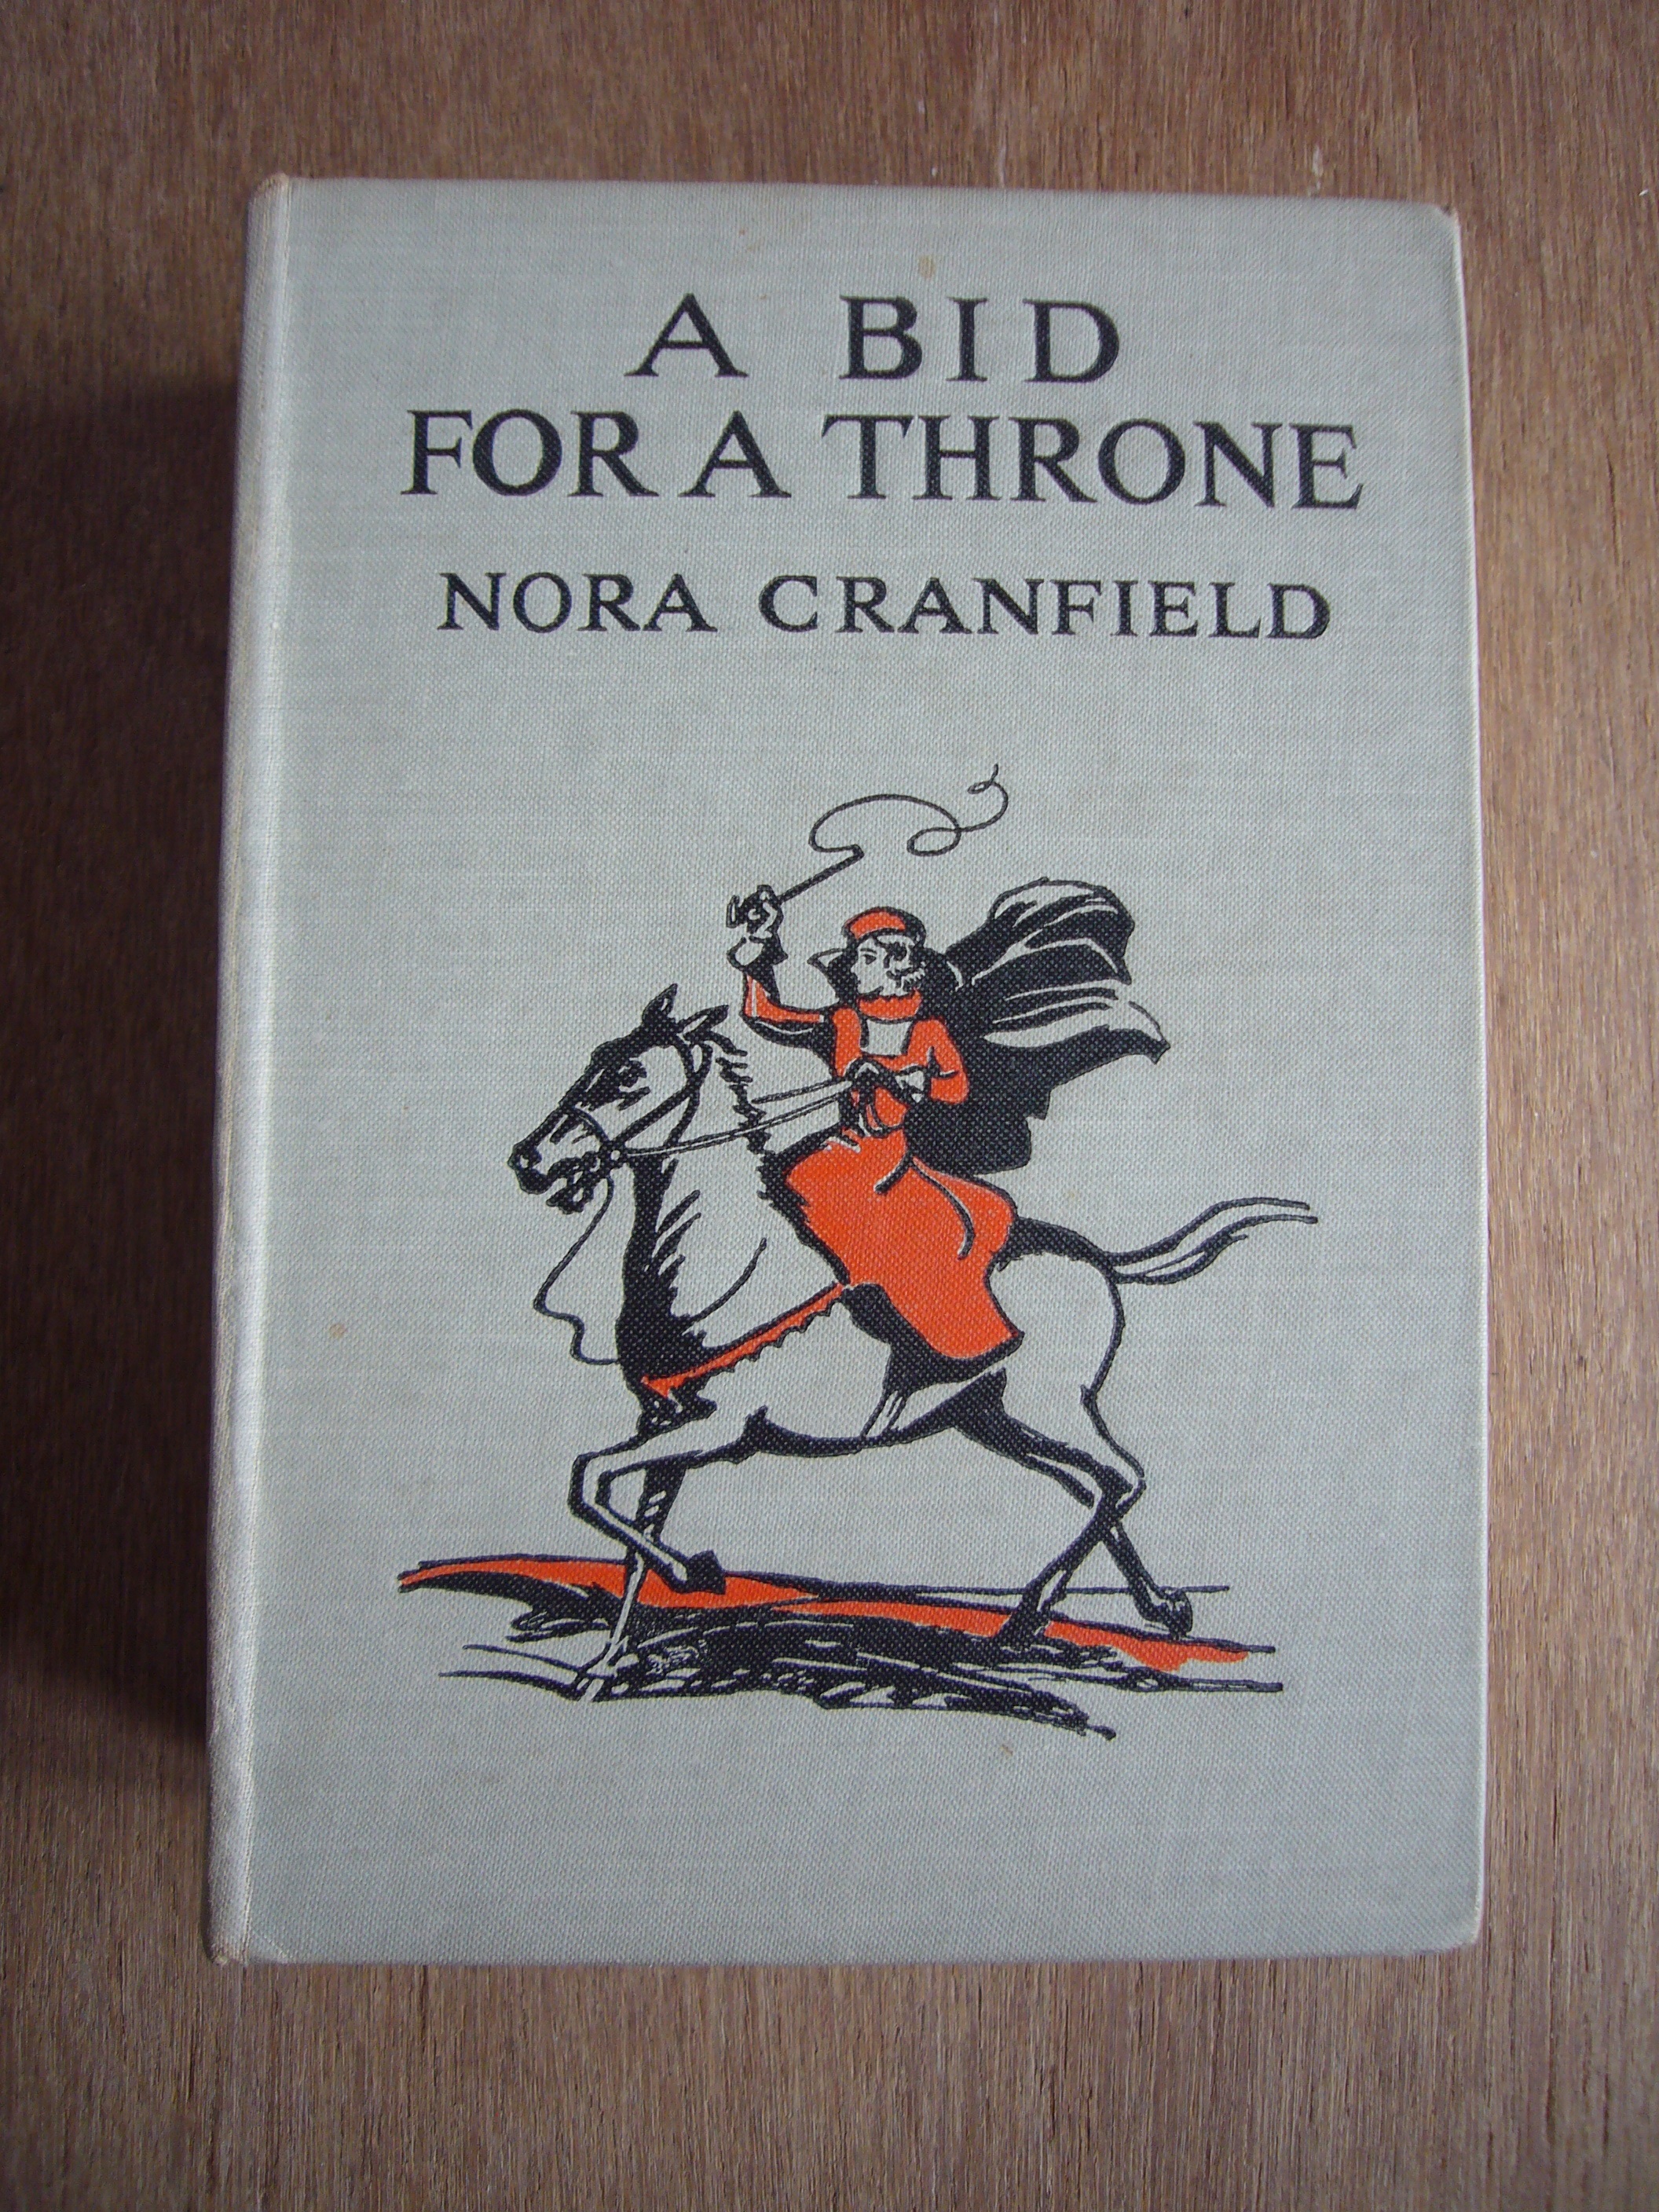 A BID
FOR A THRONE
NORA CRANFIELD